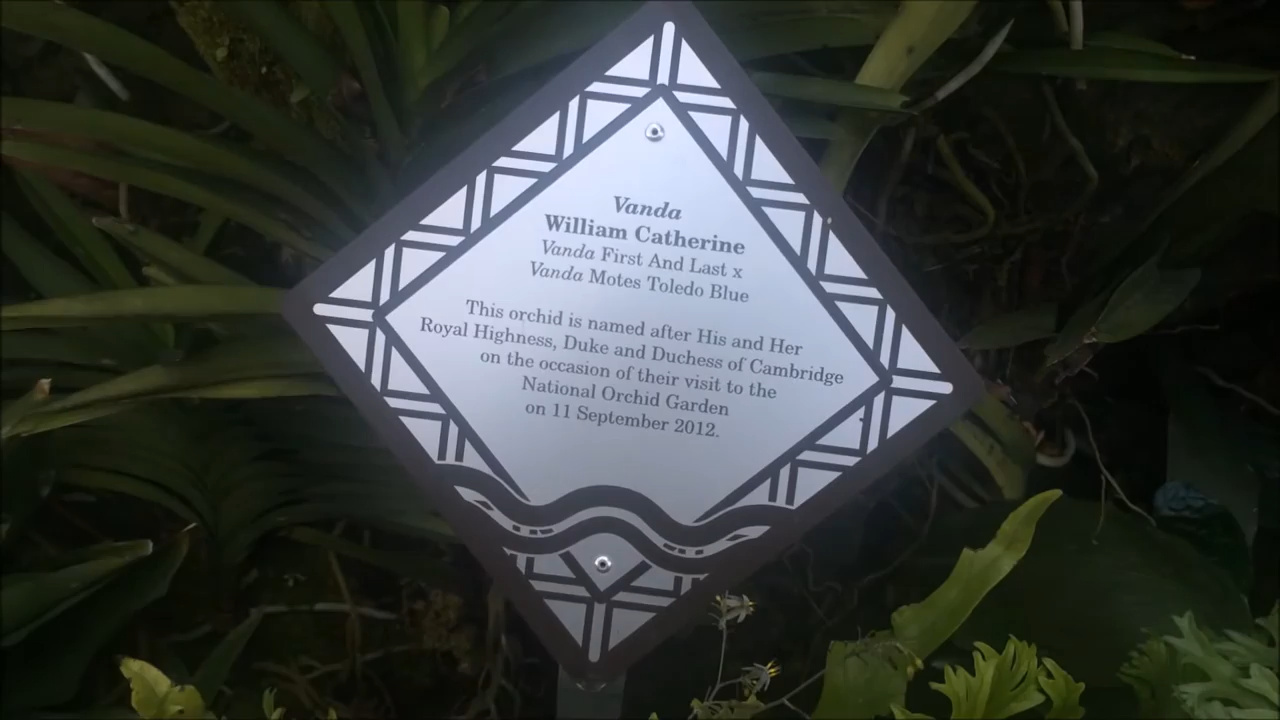 Vanda
William Catherine
Vanda First And Last x
Vanda Motes Toledo Blue
This orchid is named after His and Her
Royal Highness, Duke and Duchess of Cambridge
on the occasion of their visit to the
National Orchid Garden
on 11 September 2012.